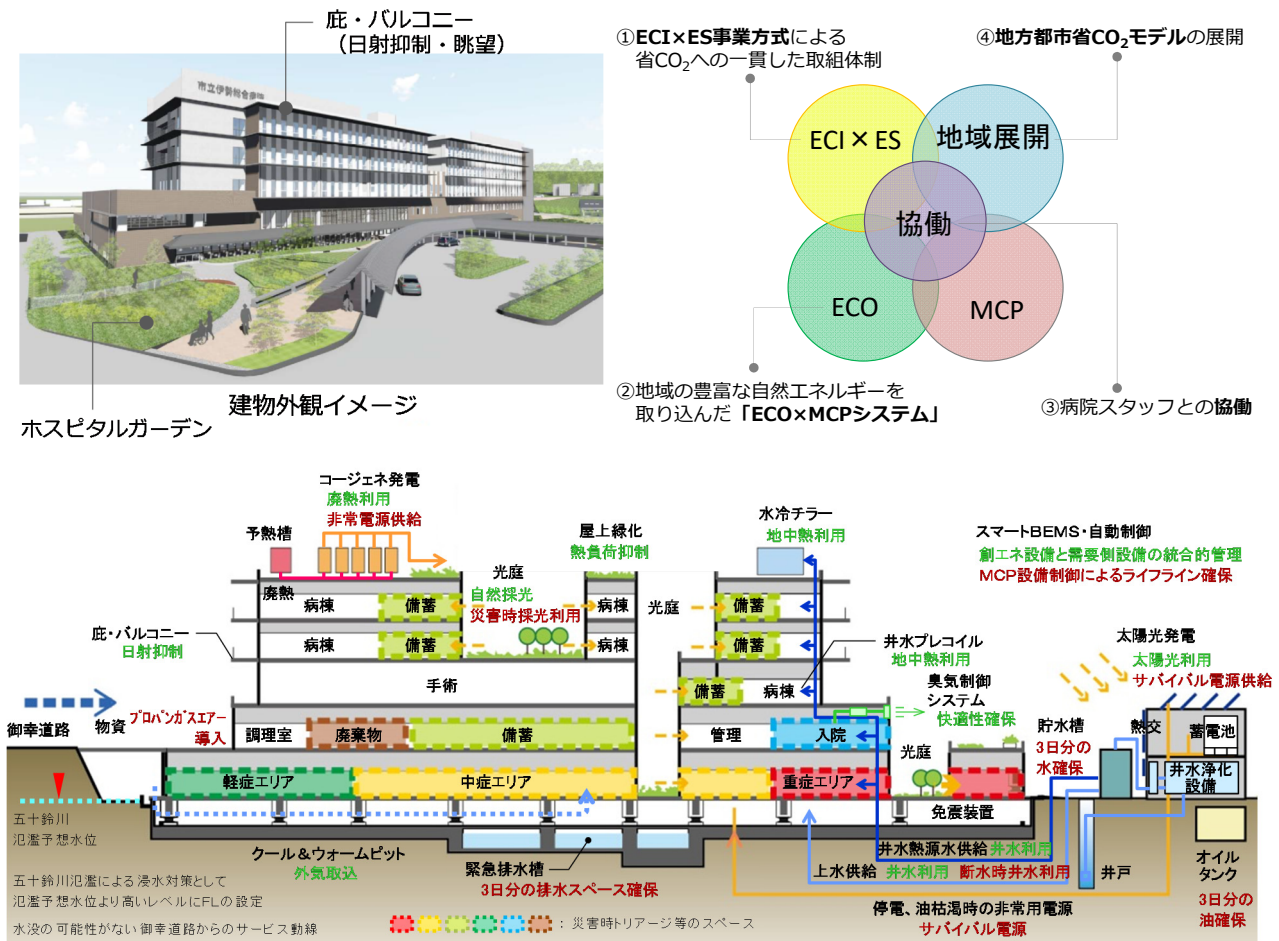 庇・バルコニー
（日射抑制・眺望）
市立伊勢総合病院
ホスピタルガーデン
建物外観イメージ
①ECI×ES事業方式による
省CO₂への一貫した取組体制
④地方都市省CO₂モデルの展開
ECI×ES
地域展開
協働
ECO
MCP
②地域の豊富な自然エネルギーを
取り込んだ「ECO×MCPシステム」
③病院スタッフとの協働
コージェネ発電
廃熱利用
非常電源供給
予熱槽
廃熱
屋上緑化
熱負荷抑制
水冷チラー
地中熱利用
スマートBEMS・自動制御
創エネ設備と需要側設備の統合的管理
MCP設備制御によるライフライン確保
光庭
自然採光
災害時採光利用
病棟
備蓄
病棟
光庭
備蓄
庇・バルコニー
日射抑制
病棟
備蓄
病棟
備蓄
井水プレコイル
地中熱利用
太陽光発電
太陽光利用
サバイバル電源供給
手術
備蓄
病棟
臭気制御
システム
快適性確保
御幸道路
物資
プロパンガスエアー
導入
調理室
廃棄物
備蓄
管理
入院
光庭
貯水槽
3日分の
水確保
熱交
蓄電池
井水浄化
設備
軽症エリア
中症エリア
重症エリア
免震装置
五十鈴川
氾濫予想水位
クール＆ウォームピット
外気取込
緊急排水槽
3日分の排水スペース確保
井水熱源水供給 井水利用
上水供給 井水利用 断水時井水利用
井戸
オイル
タンク
3日分の
油確保
五十鈴川氾濫による浸水対策として
氾濫予想水位より高いレベルにFLの設定
水没の可能性がない御幸道路からのサービス動線
：災害時トリアージ等のスペース
停電、油枯渇時の非常用電源
サバイバル電源